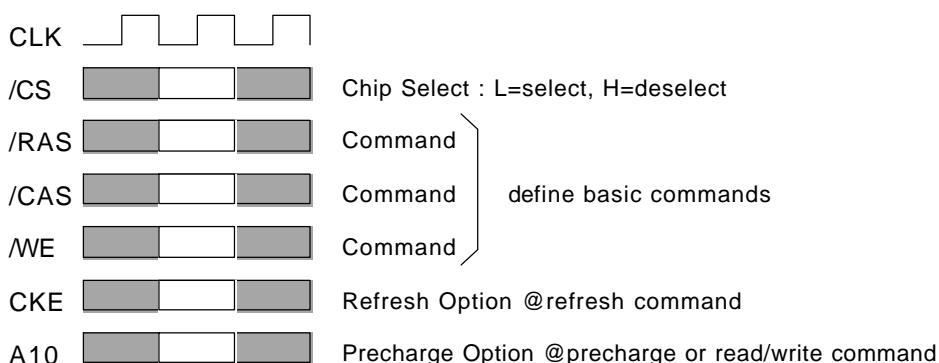 CLK
/CS Chip Select : L=select, H=deselect
/RAS Command
/CAS Command define basic commands
/WE Command
CKE Refresh Option @refresh command
A10 Precharge Option @precharge or read/write command